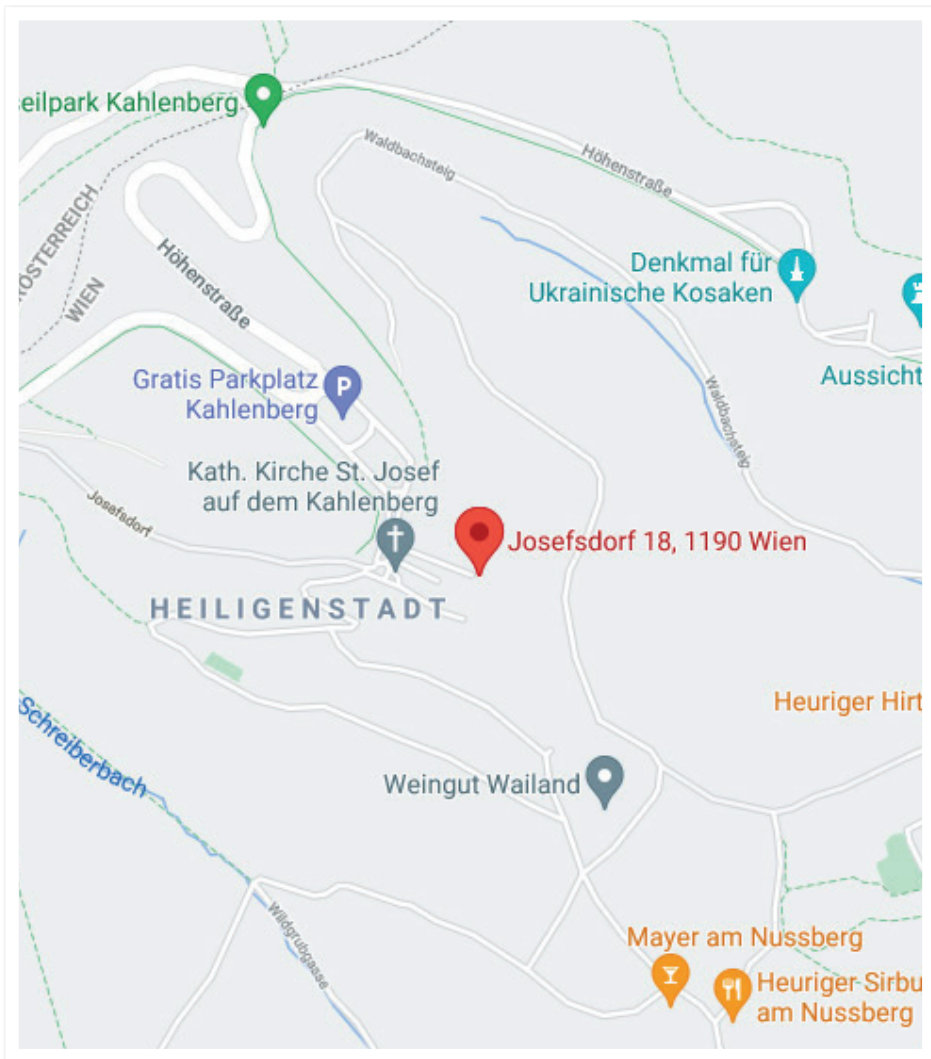 eilpark Kahlenberg
Waldbachsteig
Höhenstraße
RÖSTERREICH
WIEN
Höhenstraße
Denkmal für
Ukrainische Kosaken
Gratis Parkplatz
Kahlenberg
Aussicht
Waldbachsteig
Kath. Kirche St. Josef
auf dem Kahlenberg
Josefsdorf
Josefsdorf 18, 1190 Wien
HEILIGENSTADT
Heuriger Hirt
Schreiberbach
Weingut Wailand
Wildgrubgasse
Mayer am Nussberg
Heuriger Sirbu
am Nussberg
P